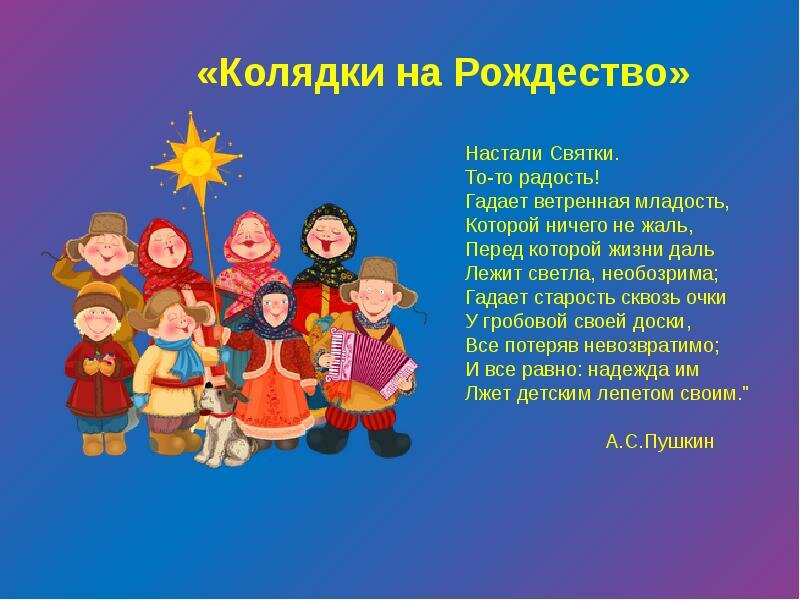 «Колядки на Рождество»
Настали Святки.
То-то радость!
Гадает ветренная младость,
Которой ничего не жаль,
Перед которой жизни даль
Лежит светла, необозрима;
Гадает старость сквозь очки
У гробовой своей доски,
Все потеряв невозвратимо;
И все равно: надежда им
Лжет детским лепетом своим."
А.С.Пушкин